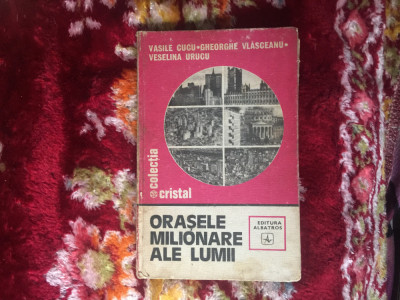 VASILE CUCU • GHEORGHE VLĂSCEANU •
VESELINA URUCU
colecția
cristal
ORAȘELE
MILIONARE
ALE LUMII
EDITURA
ALBATROS